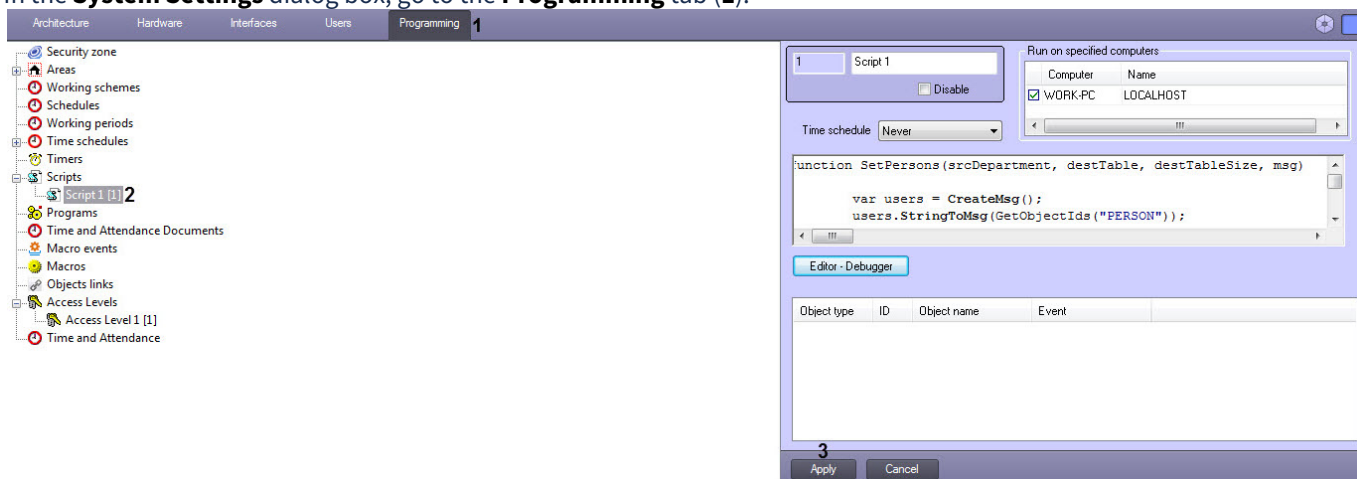 In the System Settings dialog box, go to the Programming tab (1).
Architecture Hardware Interfaces Users Programming 1
Security zone
Areas
Working schemes
Schedules
Working periods
Time schedules
Timers
Scripts
Script 1 [1] 2
Programs
Time and Attendance Documents
Macro events
Macros
Objects links
Access Levels
Access Level 1 [1]
Time and Attendance
1 Script 1
Disable
Time schedule Never
Run on specified computers
Computer Name
WORK-PC LOCALHOST
function SetPersons(srcDepartment, destTable, destTableSize, msg)
var users = CreateMsg();
users.StringToMsg(GetObjectIds("PERSON"));
Editor - Debugger
Object type ID Object name Event
3
Apply Cancel